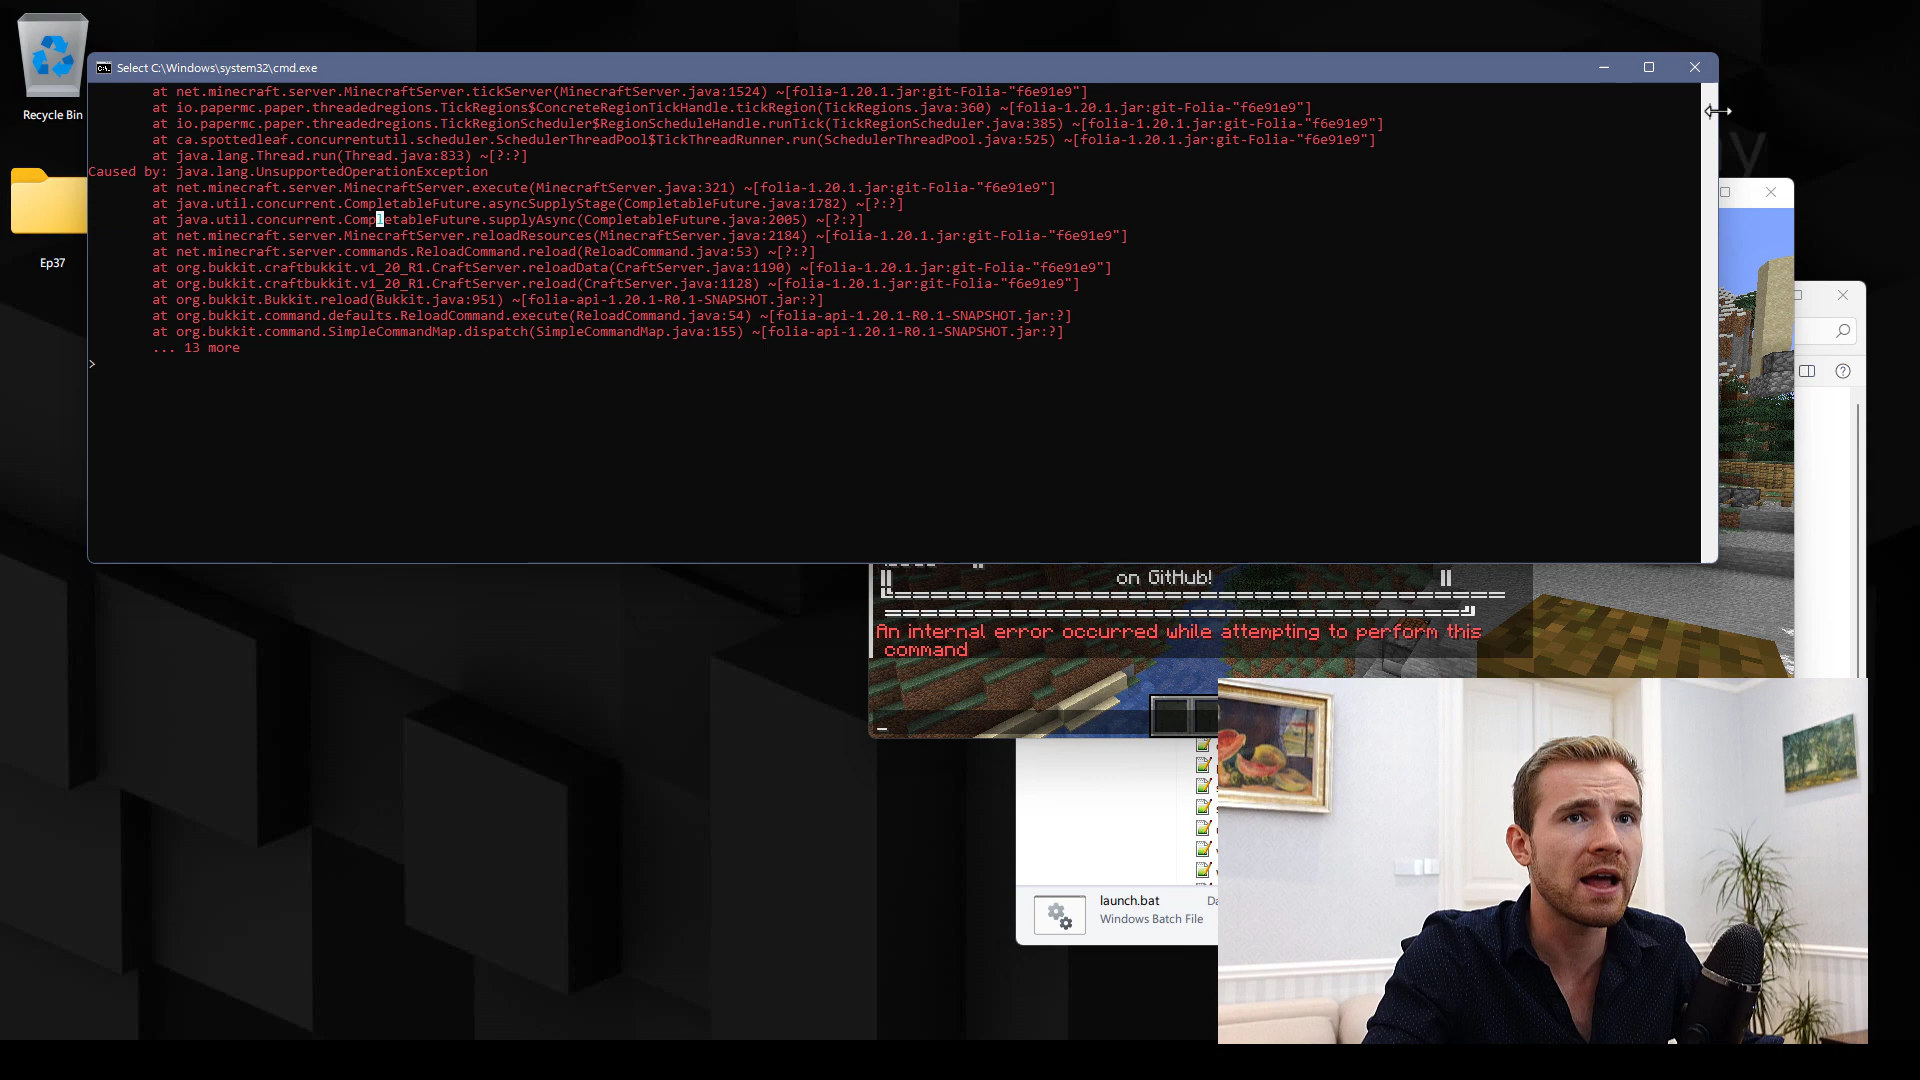 Recycle Bin
Ep37
Select C:\Windows\system32\cmd.exe
at net.minecraft.server.MinecraftServer.tickServer(MinecraftServer.java:1524) ~[folia-1.20.1.jar:git-Folia-"f6e91e9"]
at io.papermc.paper.threadedregions.TickRegions$ConcreteRegionTickHandle.tickRegion(TickRegions.java:360) ~[folia-1.20.1.jar:git-Folia-"f6e91e9"]
at io.papermc.paper.threadedregions.TickRegionScheduler$RegionScheduleHandle.runTick(TickRegionScheduler.java:385) ~[folia-1.20.1.jar:git-Folia-"f6e91e9"]
at ca.spottedleaf.concurrentutil.scheduler.SchedulerThreadPool$TickThreadRunner.run(SchedulerThreadPool.java:525) ~[folia-1.20.1.jar:git-Folia-"f6e91e9"]
at java.lang.Thread.run(Thread.java:833) ~[?:?]
Caused by: java.lang.UnsupportedOperationException
at net.minecraft.server.MinecraftServer.execute(MinecraftServer.java:321) ~[folia-1.20.1.jar:git-Folia-"f6e91e9"]
at java.util.concurrent.CompletableFuture.asyncSupplyStage(CompletableFuture.java:1782) ~[?:?]
at java.util.concurrent.CompletableFuture.supplyAsync(CompletableFuture.java:2005) ~[?:?]
at net.minecraft.server.MinecraftServer.reloadResources(MinecraftServer.java:2184) ~[folia-1.20.1.jar:git-Folia-"f6e91e9"]
at net.minecraft.server.commands.ReloadCommand.reload(ReloadCommand.java:53) ~[?:?]
at org.bukkit.craftbukkit.v1_20_R1.CraftServer.reloadData(CraftServer.java:1190) ~[folia-1.20.1.jar:git-Folia-"f6e91e9"]
at org.bukkit.craftbukkit.v1_20_R1.CraftServer.reload(CraftServer.java:1128) ~[folia-1.20.1.jar:git-Folia-"f6e91e9"]
at org.bukkit.Bukkit.reload(Bukkit.java:951) ~[folia-api-1.20.1-R0.1-SNAPSHOT.jar:?]
at org.bukkit.command.defaults.ReloadCommand.execute(ReloadCommand.java:54) ~[folia-api-1.20.1-R0.1-SNAPSHOT.jar:?]
at org.bukkit.command.SimpleCommandMap.dispatch(SimpleCommandMap.java:155) ~[folia-api-1.20.1-R0.1-SNAPSHOT.jar:?]
... 13 more
>
on GitHub!
An internal error occurred while attempting to perform this
command
launch.bat
Windows Batch File